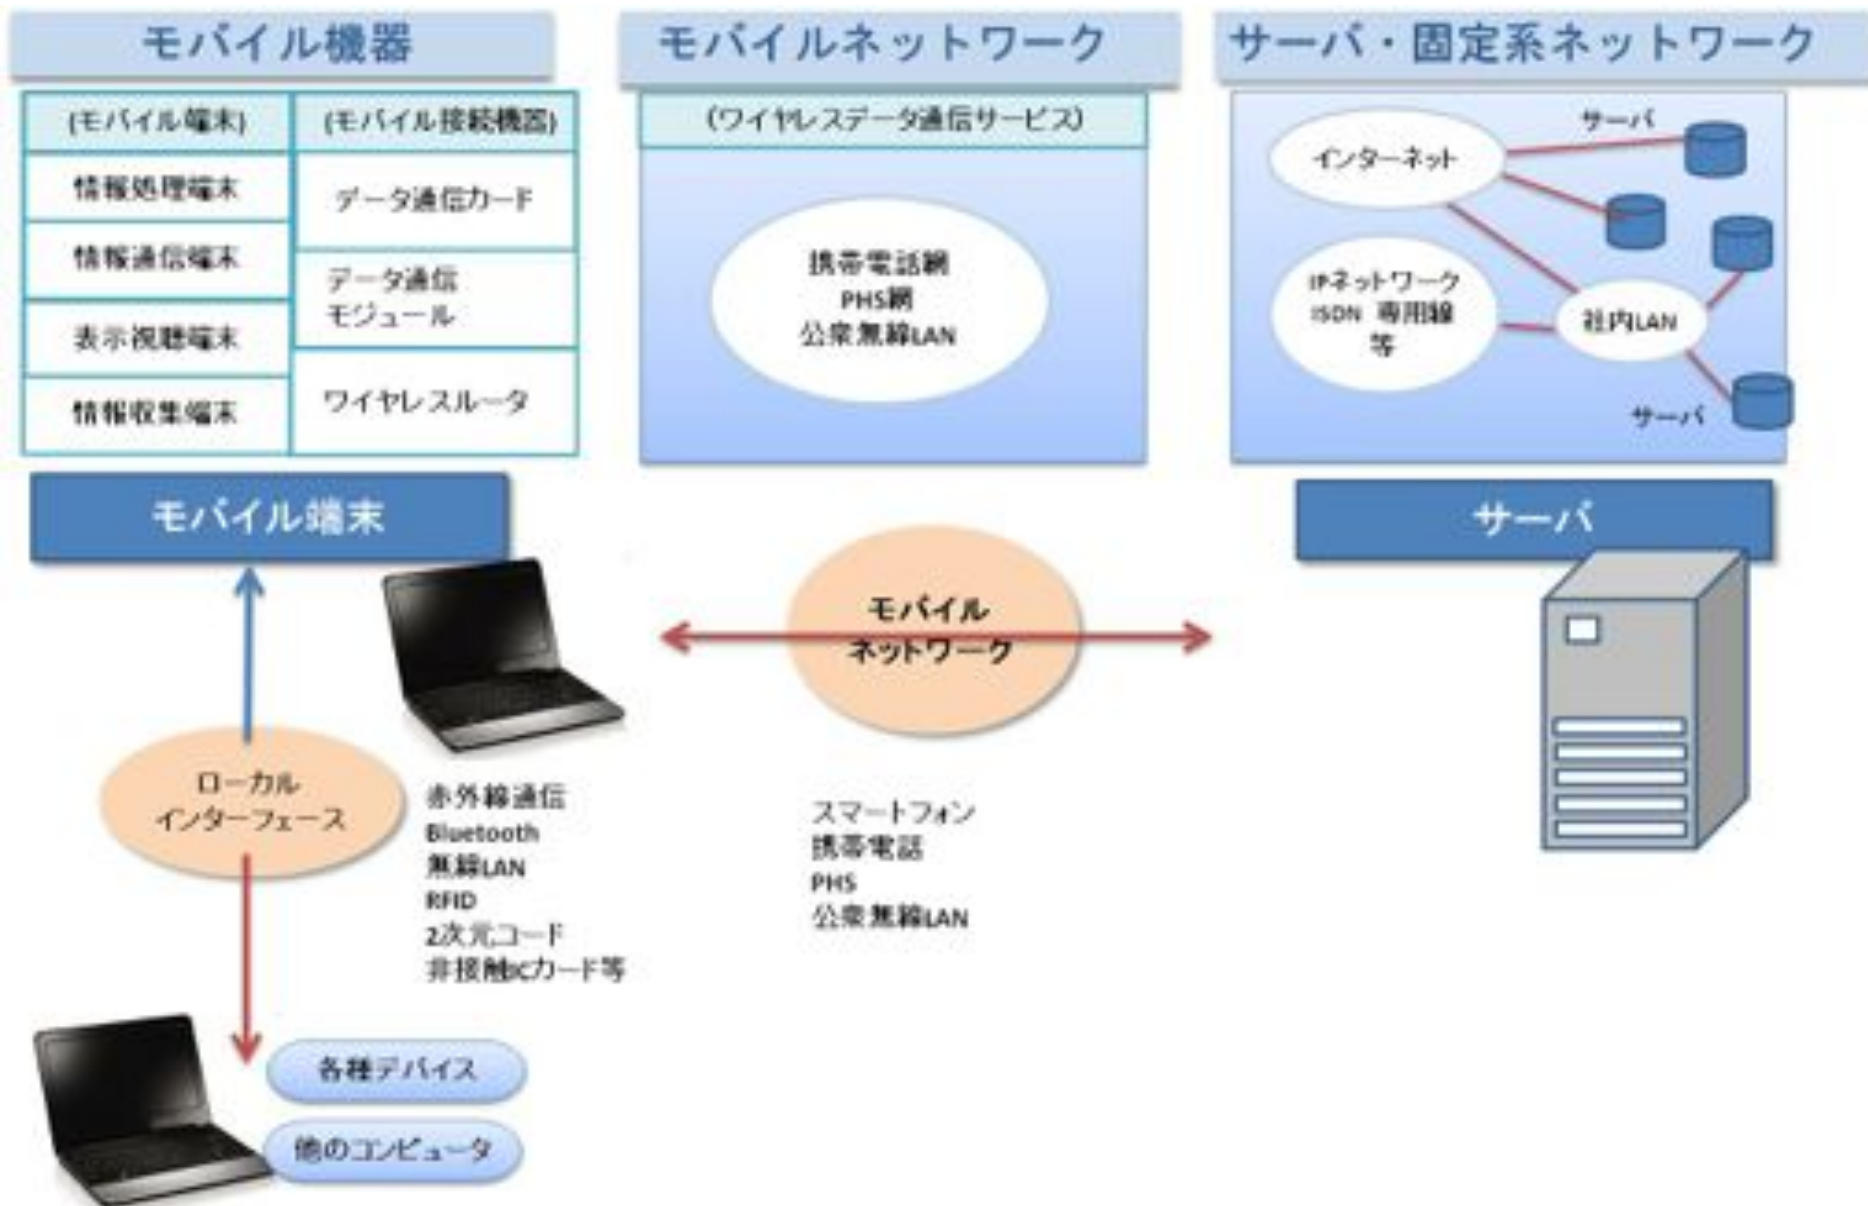 モバイル機器
モバイルネットワーク
サーバ・固定系ネットワーク
(モバイル端末)
(モバイル接続機器)
情報処理端末
情報通信端末
表示視聴端末
情報収集端末
データ通信カード
データ通信
モジュール
ワイヤレスルータ
(ワイヤレスデータ通信サービス)
携帯電話網
PHS網
公衆無線LAN
サーバ
インターネット
IPネットワーク
ISDN 専用線
等
社内LAN
サーバ
モバイル端末
サーバ
モバイル
ネットワーク
ローカル
インターフェース
赤外線通信
Bluetooth
無線LAN
RFID
2次元コード
非接触ICカード等
スマートフォン
携帯電話
PHS
公衆無線LAN
各種デバイス
他のコンピュータ